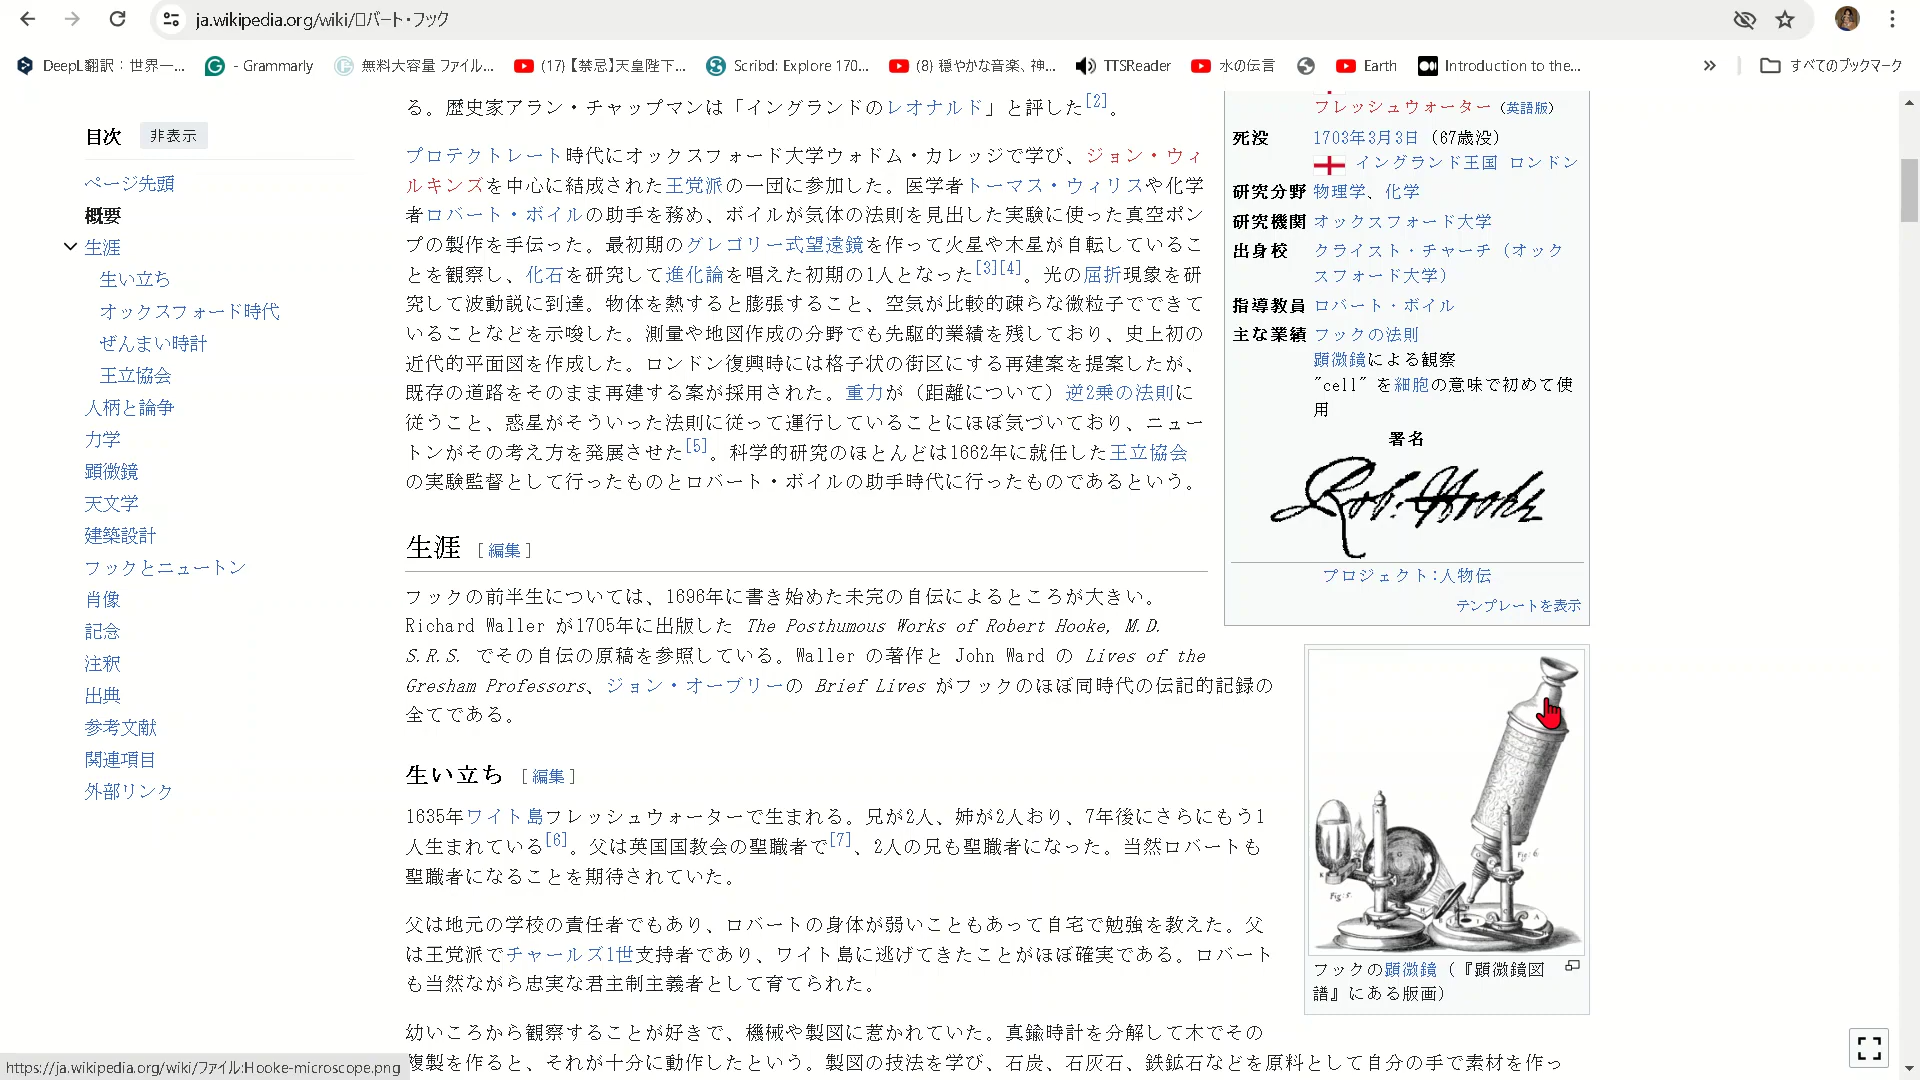 ja.wikipedia.org/wiki/ロバート・フック
DeepL翻訳：世界一...
- Grammarly
無料大容量 ファイル...
(17) 【禁忌】天皇陛下...
Scribd: Explore 170...
(8) 穏やかな音楽、神...
TTSReader
水の伝言
Earth
Introduction to the...
»
すべてのブックマーク
目次 非表示
ページ先頭
概要
生涯
生い立ち
オックスフォード時代
ぜんまい時計
王立協会
人柄と論争
力学
顕微鏡
天文学
建築設計
フックとニュートン
肖像
記念
注釈
出典
参考文献
関連項目
外部リンク
る。歴史家アラン・チャップマンは「イングランドのレオナルド」と評した[2]。
プロテクトレート時代にオックスフォード大学ウォドム・カレッジで学び、ジョン・ウィ
ルキンズを中心に結成された王党派の一団に参加した。医学者トーマス・ウィリスや化学
者ロバート・ボイルの助手を務め、ボイルが気体の法則を見出した実験に使った真空ポン
プの製作を手伝った。最初期のグレゴリー式望遠鏡を作って火星や木星が自転しているこ
とを観察し、化石を研究して進化論を唱えた初期の1人となった[3][4]。光の屈折現象を研
究して波動説に到達。物体を熱すると膨張すること、空気が比較的疎らな微粒子でできて
いることなどを示唆した。測量や地図作成の分野でも先駆的業績を残しており、史上初の
近代的平面図を作成した。ロンドン復興時には格子状の街区にする再建案を提案したが、
既存の道路をそのまま再建する案が採用された。重力が（距離について）逆2乗の法則に
従うこと、惑星がそういった法則に従って運行していることにほぼ気づいており、ニュー
トンがその考え方を発展させた[5]。科学的研究のほとんどは1662年に就任した王立協会
の実験監督として行ったものとロバート・ボイルの助手時代に行ったものであるという。
生涯 [編集]
フックの前半生については、1696年に書き始めた未完の自伝によるところが大きい。
Richard Waller が1705年に出版した The Posthumous Works of Robert Hooke, M.D.
S.R.S. でその自伝の原稿を参照している。Waller の著作と John Ward の Lives of the
Gresham Professors、ジョン・オーブリーの Brief Lives がフックのほぼ同時代の伝記的記録の
全てである。
生い立ち [編集]
1635年ワイト島フレッシュウォーターで生まれる。兄が2人、姉が2人おり、7年後にさらにもう1
人生まれている[6]。父は英国国教会の聖職者で[7]、2人の兄も聖職者になった。当然ロバートも
聖職者になることを期待されていた。
父は地元の学校の責任者でもあり、ロバートの身体が弱いこともあって自宅で勉強を教えた。父
は王党派でチャールズ1世支持者であり、ワイト島に逃げてきたことがほぼ確実である。ロバート
も当然ながら忠実な君主制主義者として育てられた。
幼いころから観察することが好きで、機械や製図に惹かれていた。真鍮時計を分解して木でその
複製を作ると、それが十分に動作したという。製図の技法を学び、石炭、石灰石、鉄鉱石などを原料として自分の手で素材を作っ
フレッシュウォーター（英語版）
死没 1703年3月3日（67歳没）
イングランド王国 ロンドン
研究分野 物理学、化学
研究機関 オックスフォード大学
出身校 クライスト・チャーチ（オック
スフォード大学）
指導教員 ロバート・ボイル
主な業績 フックの法則
顕微鏡による観察
"cell" を細胞の意味で初めて使
用
署名
Rob. Hooke
プロジェクト:人物伝
テンプレートを表示
Fig: 6.
Fig: 5.
フックの顕微鏡（『顕微鏡図
譜』にある版画）
https://ja.wikipedia.org/wiki/ファイル:Hooke-microscope.png